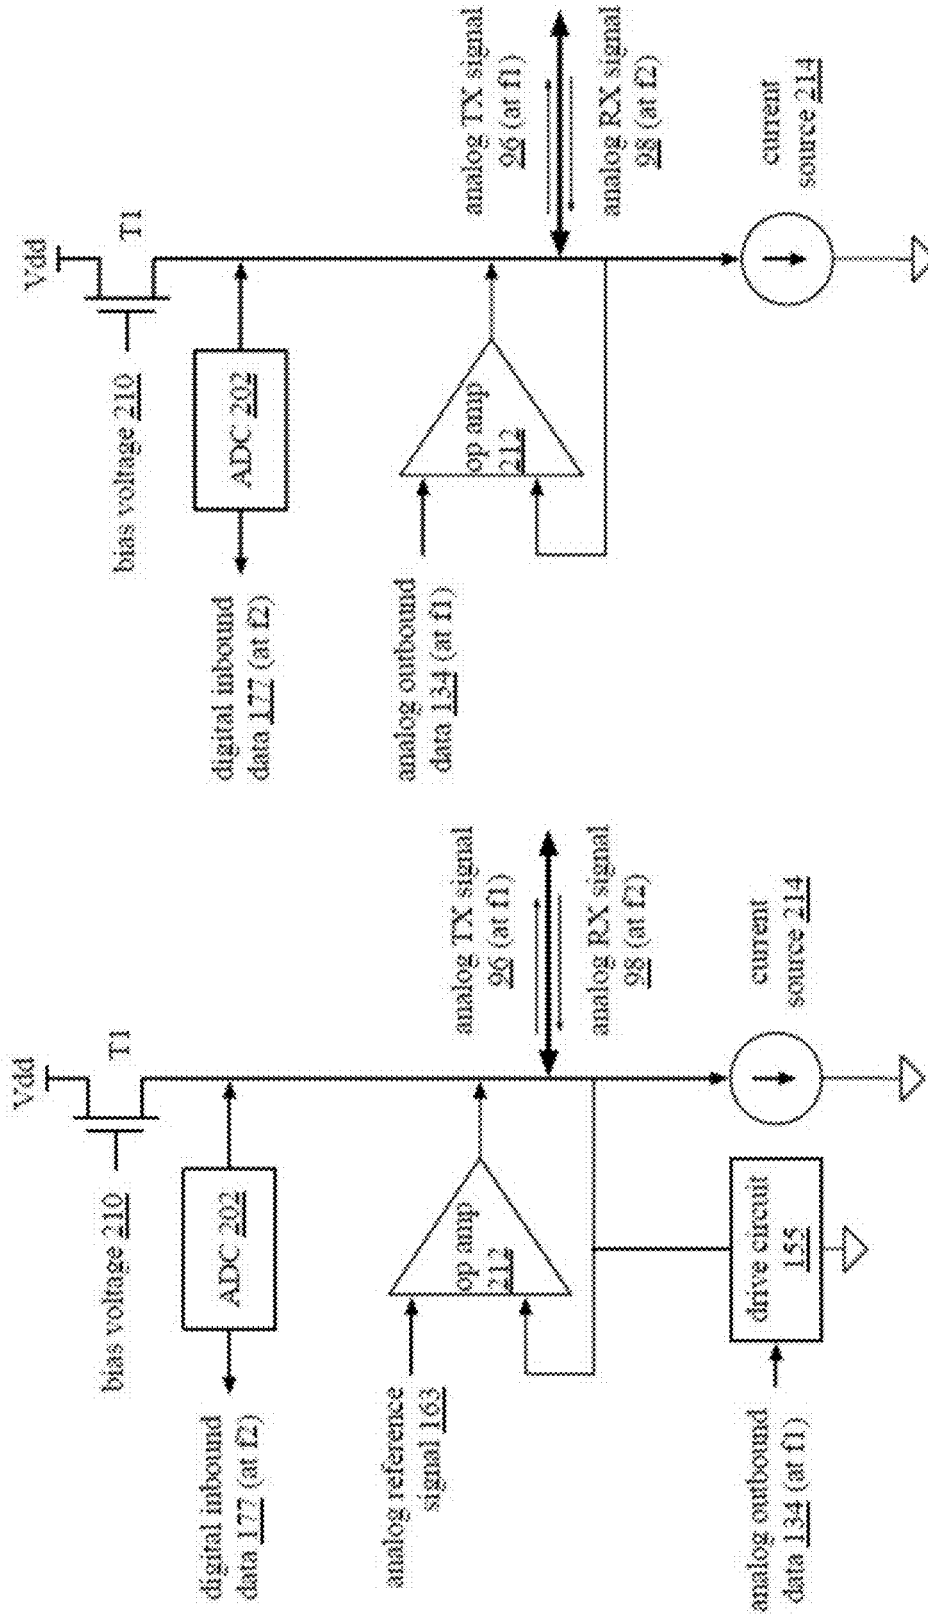 Vdd
T1
bias voltage 210
ADC 202
digital inbound
data 177 (at f2)
op amp
212
analog reference
signal 163
analog TX signal
96 (at f1)
analog RX signal
98 (at f2)
current
source 214
drive circuit
155
analog outbound
data 134 (at f1)
Vdd
T1
bias voltage 210
ADC 202
digital inbound
data 177 (at f2)
op amp
212
analog outbound
data 134 (at f1)
analog TX signal
96 (at f1)
analog RX signal
98 (at f2)
current
source 214